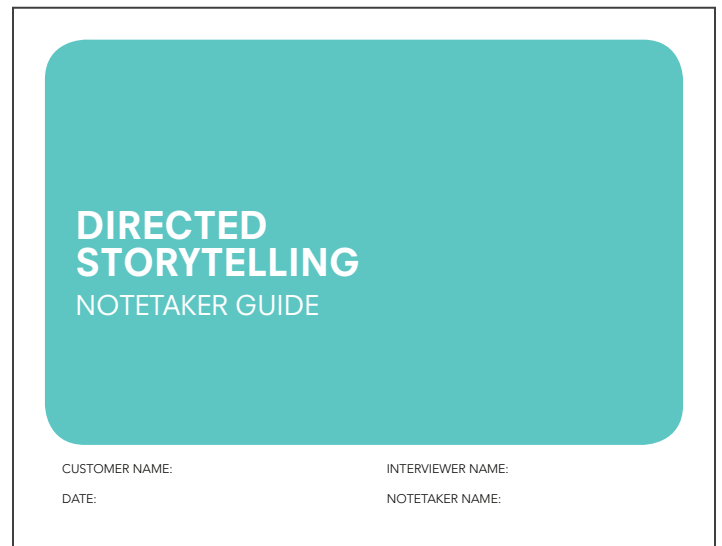 DIRECTED
STORYTELLING
NOTETAKER GUIDE
CUSTOMER NAME:
INTERVIEWER NAME:
DATE:
NOTETAKER NAME: